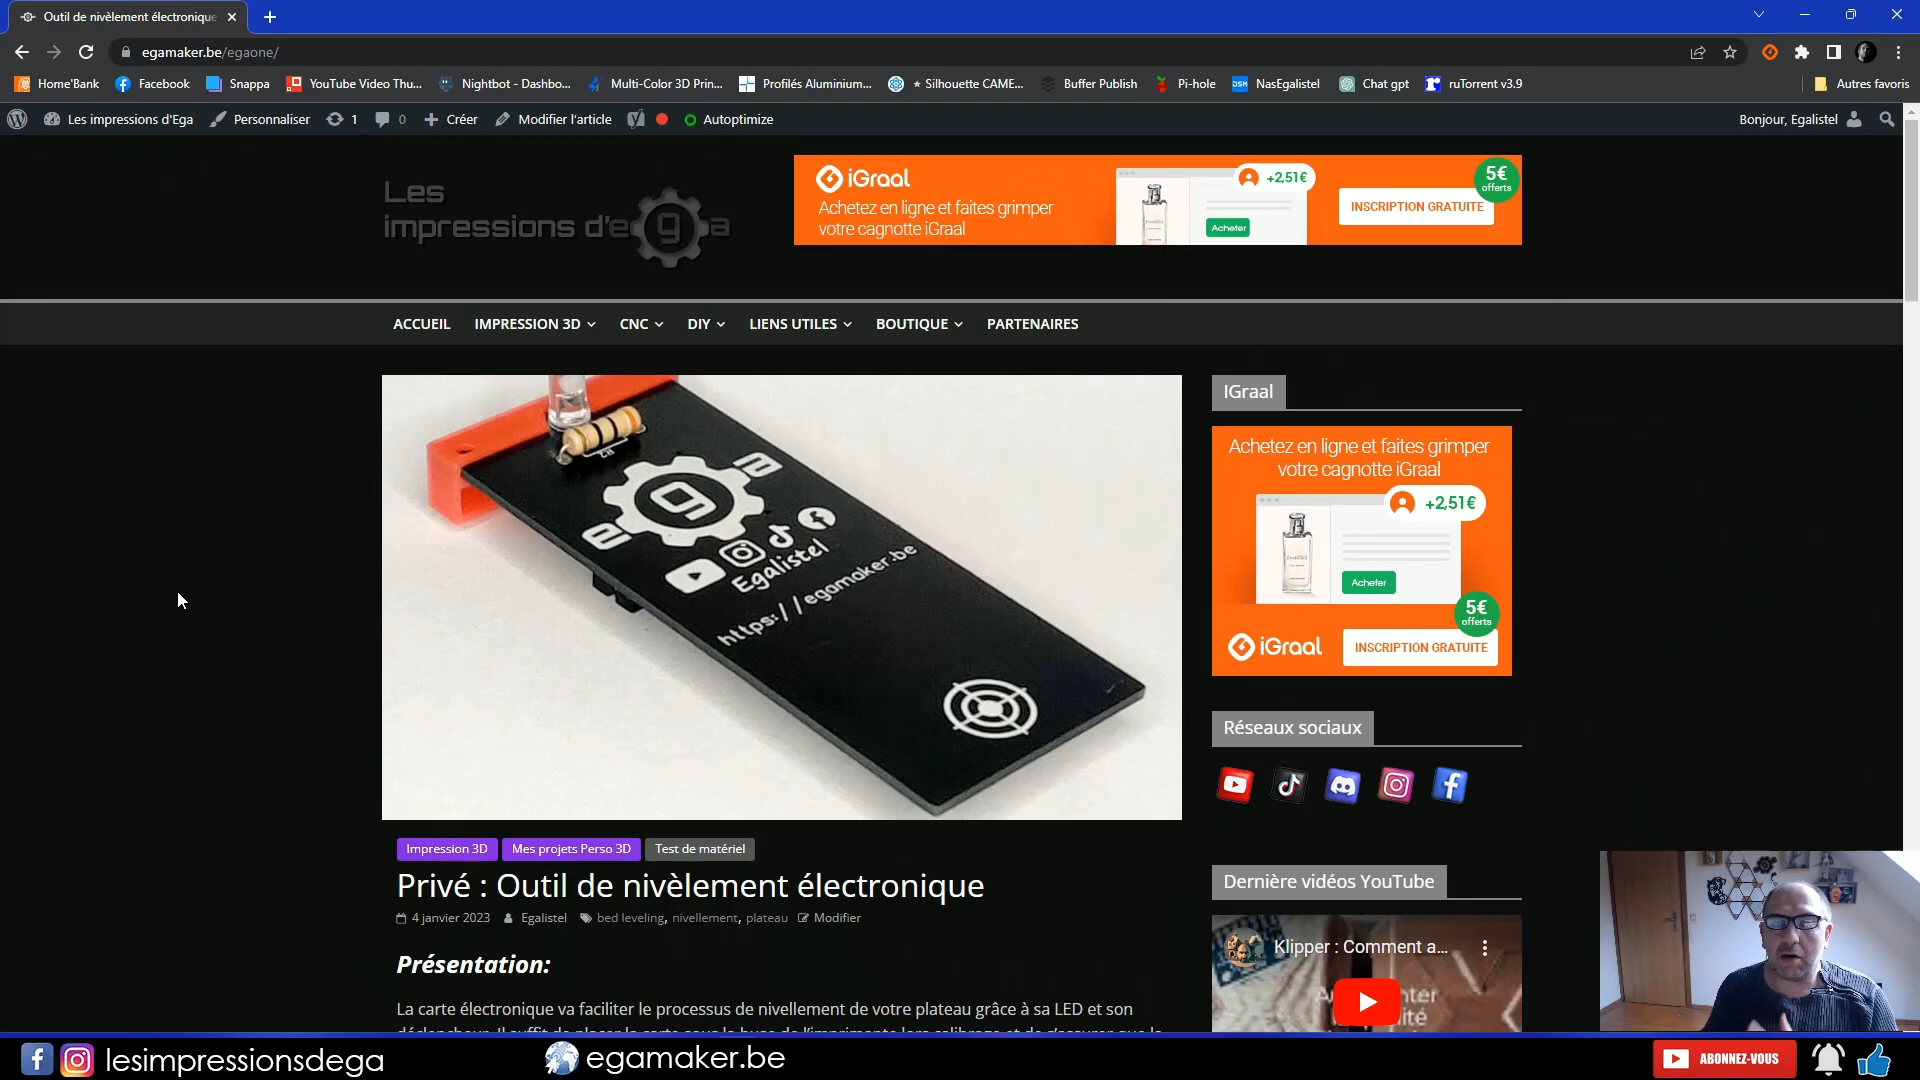 Outil de nivèlement électronique
egamaker.be/egaone/
Home'Bank
Facebook
Snappa
YouTube Video Thu...
Nightbot - Dashbo...
Multi-Color 3D Prin...
Profilés Aluminium...
★ Silhouette CAME...
Buffer Publish
Pi-hole
DSM
NasEgalistel
Chat gpt
ruTorrent v3.9
Autres favoris
Les impressions d'Ega
Personnaliser
1
0
Créer
Modifier l'article
Autoptimize
Bonjour, Egalistel
Les
impressions d'ega
iGraal
Achetez en ligne et faites grimper
votre cagnotte iGraal
+2,51€
Acheter
INSCRIPTION GRATUITE
5€
offerts
ACCUEIL
IMPRESSION 3D
CNC
DIY
LIENS UTILES
BOUTIQUE
PARTENAIRES
R2
ega
Egalistel
https://egamaker.be
IGraal
Achetez en ligne et faites grimper
votre cagnotte iGraal
+2,51€
Acheter
5€
offerts
iGraal
INSCRIPTION GRATUITE
Réseaux sociaux
Impression 3D
Mes projets Perso 3D
Test de matériel
Privé : Outil de nivèlement électronique
4 janvier 2023
Egalistel
bed leveling, nivellement, plateau
Modifier
Présentation:
La carte électronique va faciliter le processus de nivellement de votre plateau grâce à sa LED et son
Dernière vidéos YouTube
Klipper : Comment a...
lesimpressionsdega
egamaker.be
ABONNEZ-VOUS